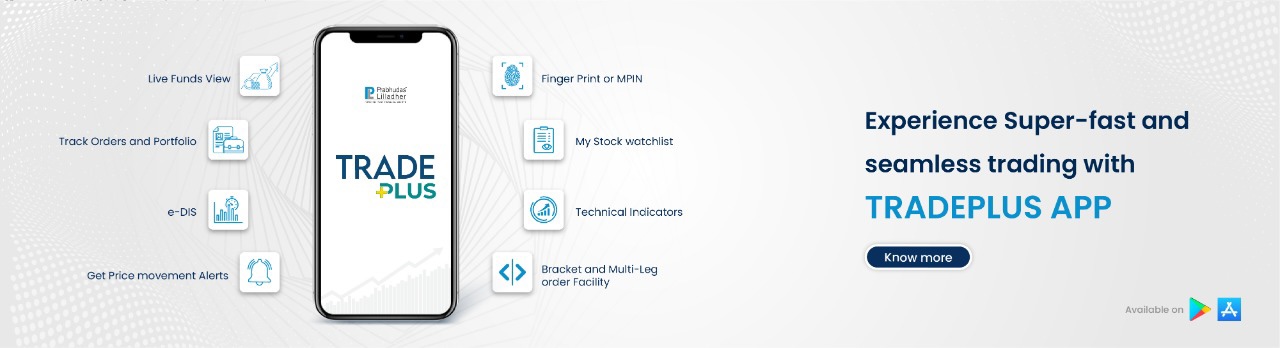 Live Funds View
Track Orders and Portfolio
e-DIS
Get Price movement Alerts
Prabhudas
Lilladher
TRADE
PLUS
Finger Print or MPIN
My Stock watchlist
Technical Indicators
Bracket and Multi-Leg
order Facility
Experience Super-fast and
seamless trading with
TRADEPLUS APP
Know more
Available on